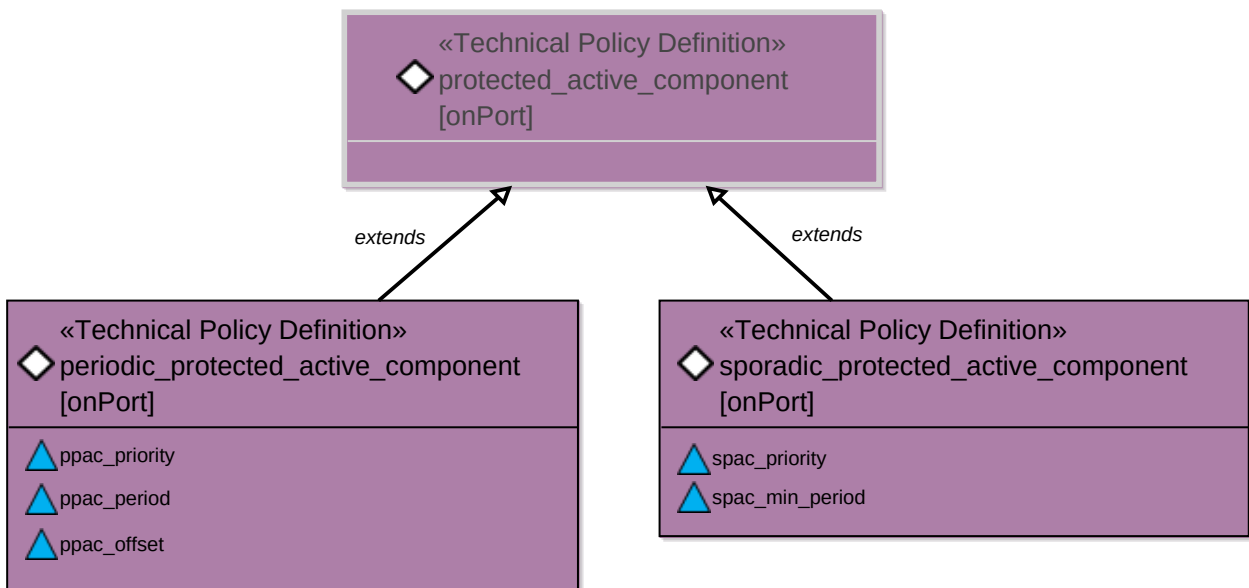 «Technical Policy Definition»
protected_active_component
[onPort]
extends
extends
«Technical Policy Definition»
periodic_protected_active_component
[onPort]
ppac_priority
ppac_period
ppac_offset
«Technical Policy Definition»
sporadic_protected_active_component
[onPort]
spac_priority
spac_min_period